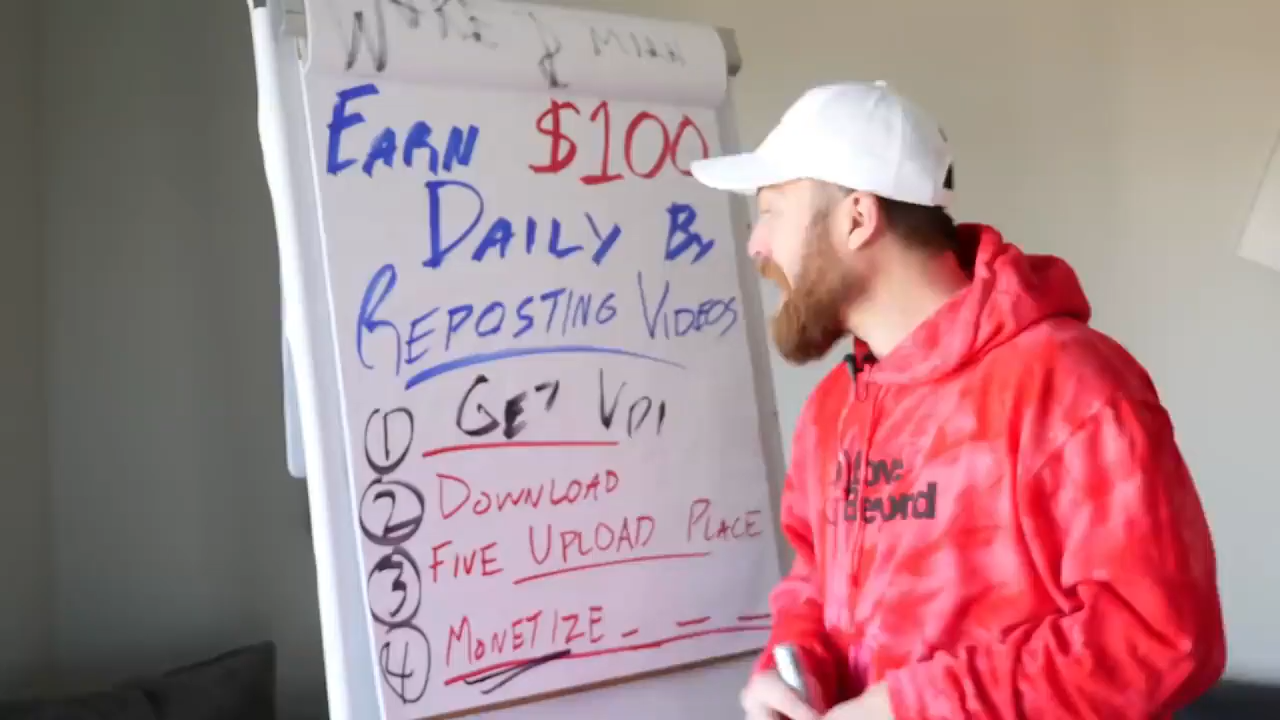 EARN $100
DAILY By
REPOSTING VIDEOS
① GET VDI
② DOWNLOAD
③ FIVE UPLOAD PLACE
④ MONETIZE _ _ _